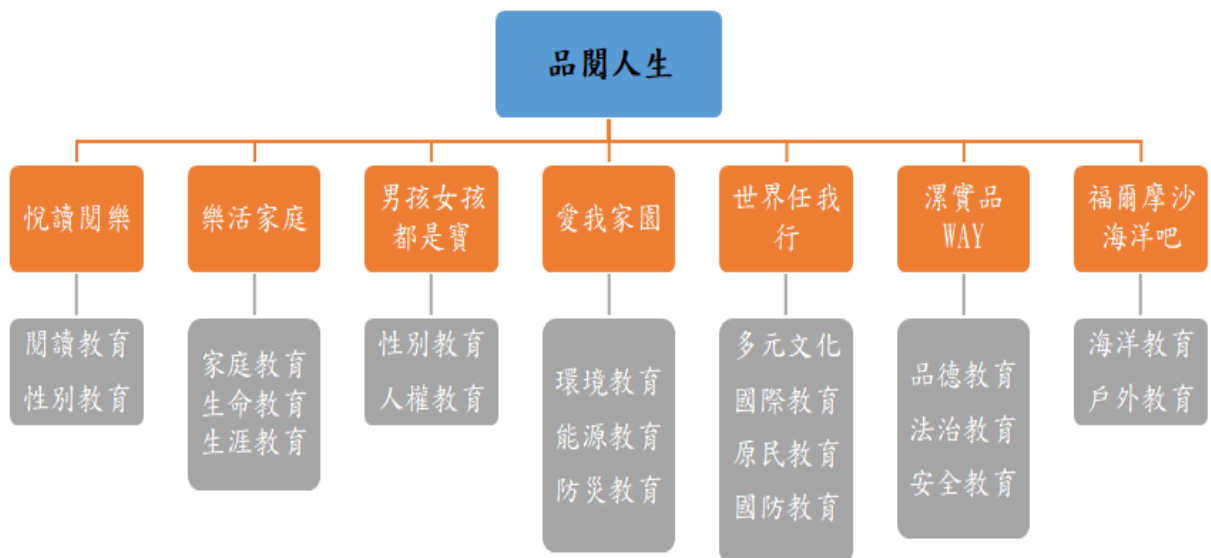 品閱人生
悅讀閱樂
樂活家庭
男孩女孩
都是寶
愛我家園
世界任我
行
漯實品
WAY
福爾摩沙
海洋吧
閱讀教育
性別教育
家庭教育
生命教育
生涯教育
性別教育
人權教育
環境教育
能源教育
防災教育
多元文化
國際教育
原民教育
國防教育
品德教育
法治教育
安全教育
海洋教育
戶外教育